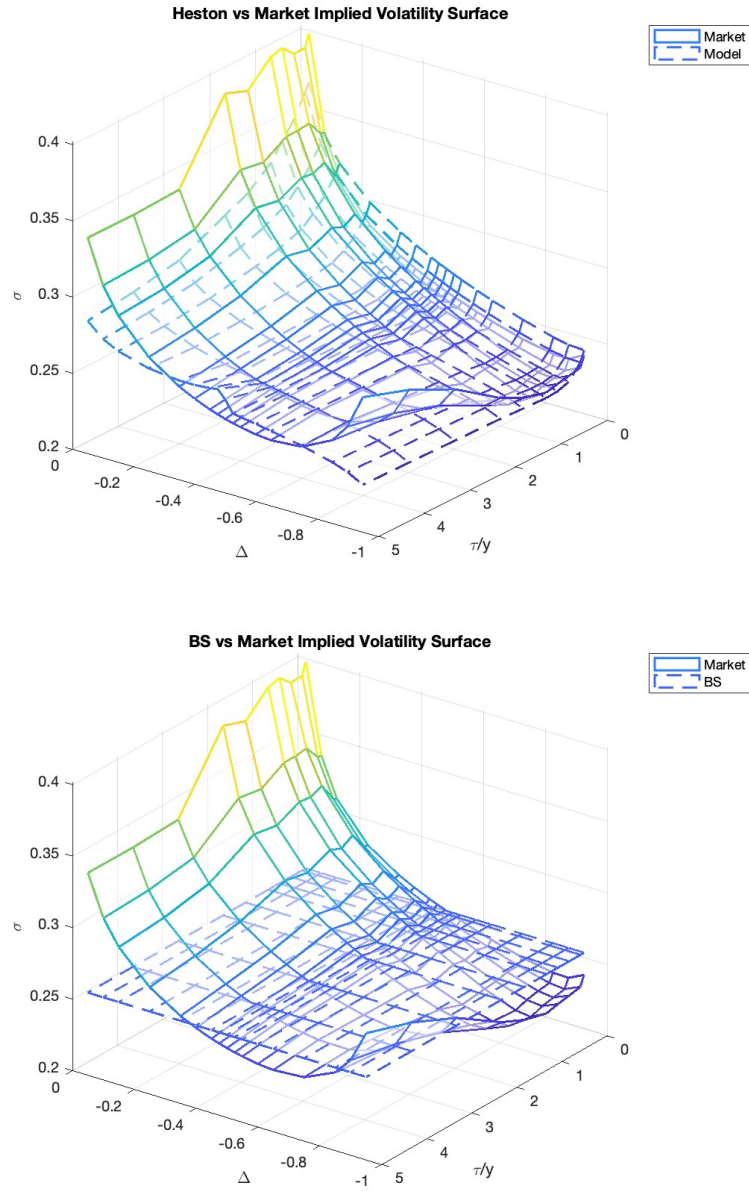 Heston vs Market Implied Volatility Surface
Market
Model
0.4
0.35
0.3
0.25
0.2
σ
0
-0.2
-0.4
-0.6
-0.8
-1
Δ
5
4
3
2
1
0
τ/y
BS vs Market Implied Volatility Surface
Market
BS
0.4
0.35
0.3
0.25
0.2
σ
0
-0.2
-0.4
-0.6
-0.8
-1
Δ
5
4
3
2
1
0
τ/y